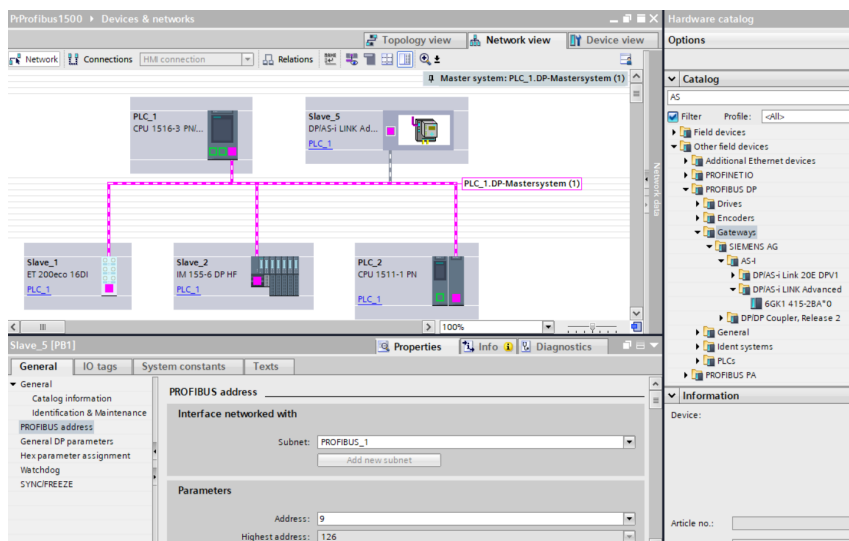 PrProfibus1500 ▸ Devices & networks
Topology view
Network view
Device view
Network
Connections
HMI connection
Relations
Master system: PLC_1.DP-Mastersystem (1)
PLC_1
CPU 1516-3 PN/...
Slave_5
DP/AS-i LINK Ad...
PLC_1
PLC_1.DP-Mastersystem (1)
Slave_1
ET 200eco 16DI
PLC_1
Slave_2
IM 155-6 DP HF
PLC_1
PLC_2
CPU 1511-1 PN
PLC_1
100%
Network data
Slave_5 [PB1]
Properties
Info
Diagnostics
General
IO tags
System constants
Texts
General
Catalog information
Identification & Maintenance
PROFIBUS address
General DP parameters
Hex parameter assignment
Watchdog
SYNC/FREEZE
PROFIBUS address
Interface networked with
Subnet: PROFIBUS_1
Add new subnet
Parameters
Address: 9
Highest address: 126
Hardware catalog
Options
Catalog
AS
Filter
Profile: <All>
Field devices
Other field devices
Additional Ethernet devices
PROFINET IO
PROFIBUS DP
Drives
Encoders
Gateways
SIEMENS AG
AS-I
DP/AS-i Link 20E DPV1
DP/AS-i LINK Advanced
6GK1 415-2BA*0
DP/DP Coupler, Release 2
General
Ident systems
PLCs
PROFIBUS PA
Information
Device:
Article no.: